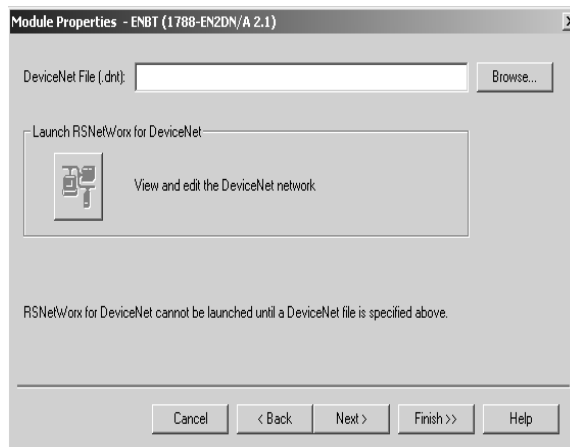 Module Properties - ENBT (1788-EN2DN/A 2.1)
DeviceNet File (.dnt):
Browse...
Launch RSNetWorx for DeviceNet
View and edit the DeviceNet network
RSNetWorx for DeviceNet cannot be launched until a DeviceNet file is specified above.
Cancel
< Back
Next >
Finish >>
Help